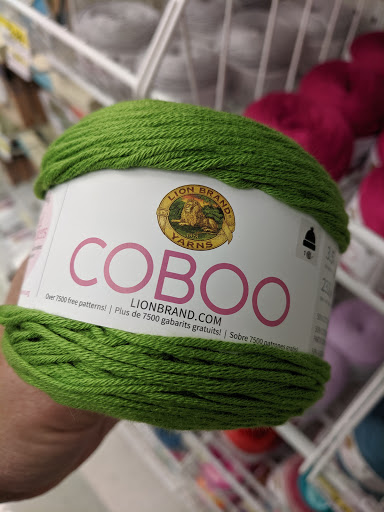 LION BRAND
YARNS
COBOO
LIONBRAND.COM
Over 7500 free patterns! | Plus de 7500 gabarits gratuits! | Sobre 7500 patrones gratis!